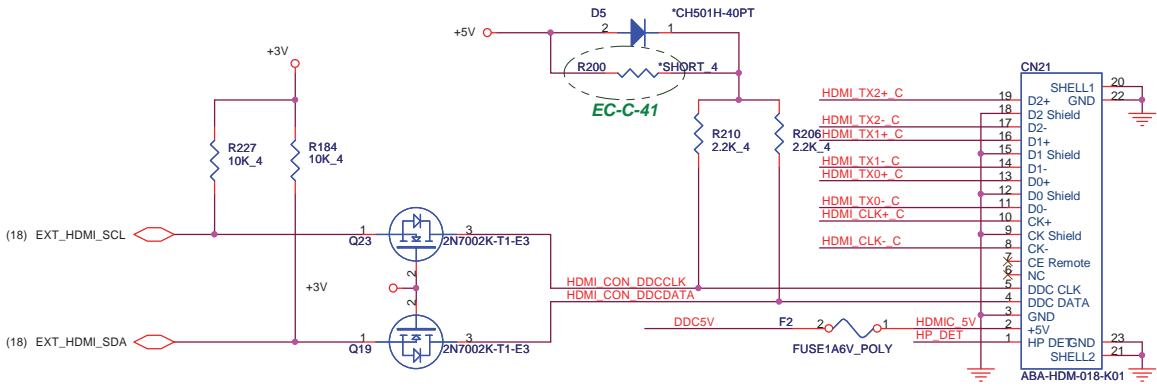 D5
*CH501H-40PT
+5V
2
1
R200
*SHORT_4
EC-C-41
+3V
R227
10K_4
R184
10K_4
R210
2.2K_4
R206
2.2K_4
CN21
SHELL1
20
GND
22
HDMI_TX2+_C
19
D2+
18
D2 Shield
HDMI_TX2-_C
17
D2-
HDMI_TX1+_C
16
D1+
15
D1 Shield
HDMI_TX1-_C
14
D1-
HDMI_TX0+_C
13
D0+
12
D0 Shield
HDMI_TX0-_C
11
D0-
HDMI_CLK+_C
10
CK+
9
CK Shield
HDMI_CLK-_C
8
CK-
7
CE Remote
6
NC
5
DDC CLK
4
DDC DATA
3
GND
2
+5V
1
HP DET
GND
23
SHELL2
21
ABA-HDM-018-K01
(18) EXT_HDMI_SCL
1
Q23
3
2N7002K-T1-E3
2
+3V
2
HDMI_CON_DDCCLK
HDMI_CON_DDCDATA
(18) EXT_HDMI_SDA
1
Q19
3
2N7002K-T1-E3
DDC5V
F2
2
1
FUSE1A6V_POLY
HDMIC_5V
HP_DET